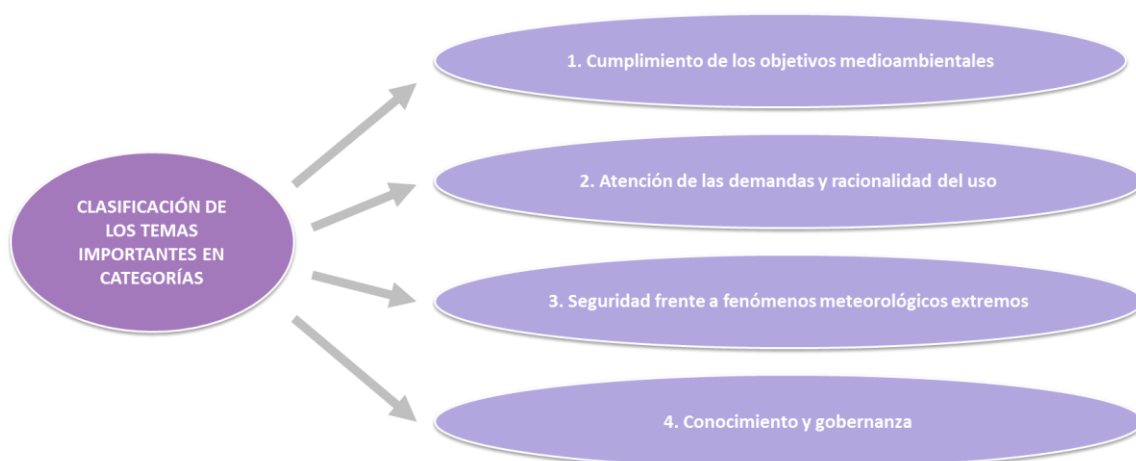 CLASIFICACIÓN DE
LOS TEMAS
IMPORTANTES EN
CATEGORÍAS
1. Cumplimiento de los objetivos medioambientales
2. Atención de las demandas y racionalidad del uso
3. Seguridad frente a fenómenos meteorológicos extremos
4. Conocimiento y gobernanza